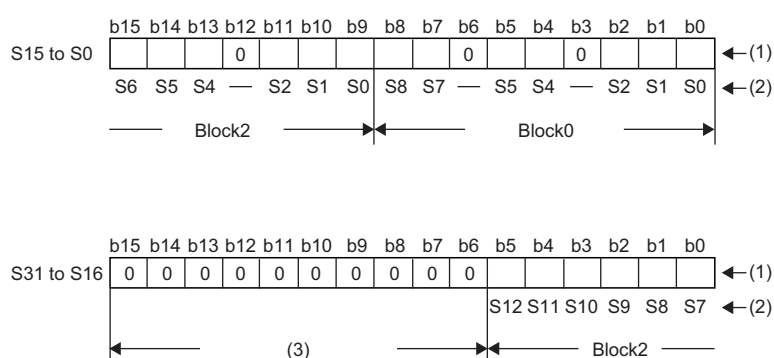 b15 b14 b13 b12 b11 b10 b9 b8 b7 b6 b5 b4 b3 b2 b1 b0
S15 to S0 0 0 0 (1)
S6 S5 S4 — S2 S1 S0 S8 S7 — S5 S4 — S2 S1 S0 (2)
Block2 Block0
b15 b14 b13 b12 b11 b10 b9 b8 b7 b6 b5 b4 b3 b2 b1 b0
S31 to S16 0 0 0 0 0 0 0 0 0 0 (1)
S12 S11 S10 S9 S8 S7 (2)
(3) Block2